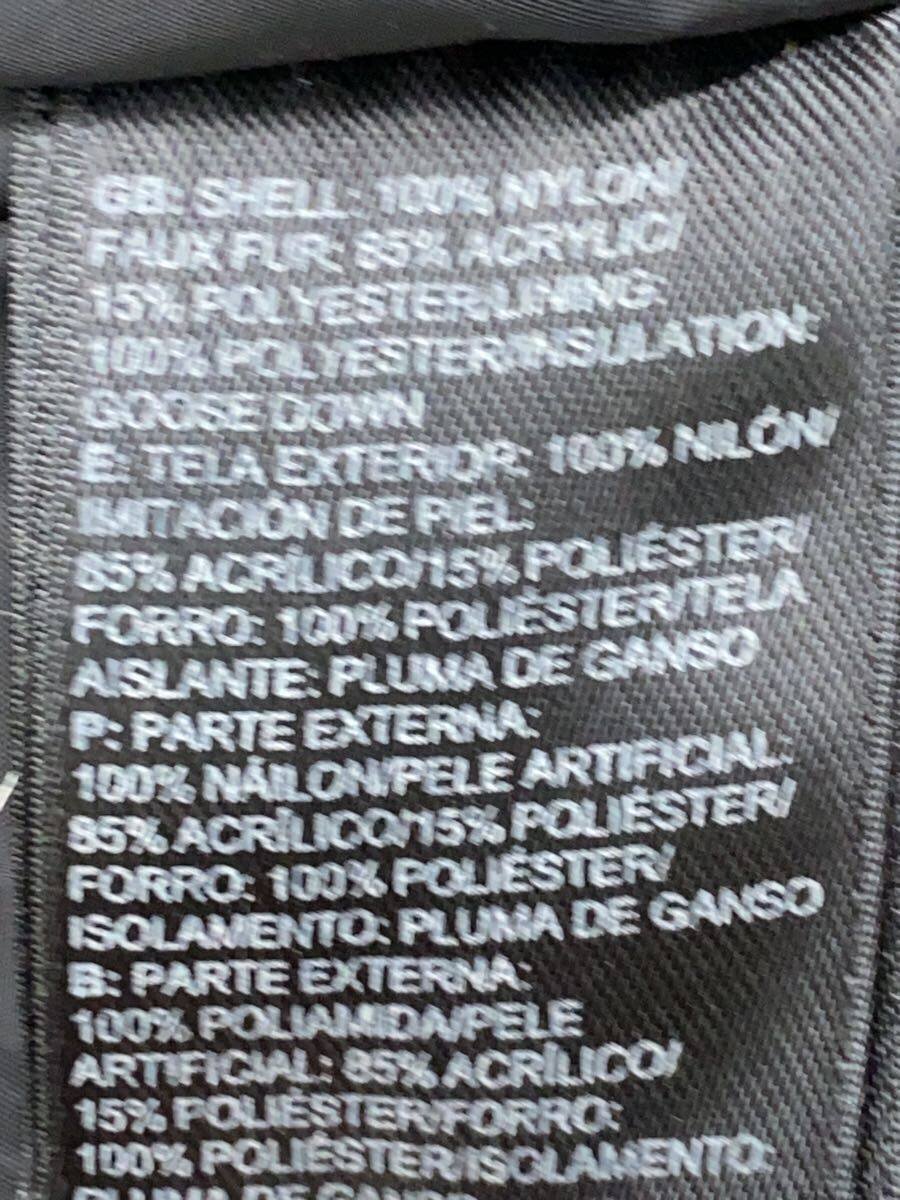 GB: SHELL: 100% NYLON/
FAUX FUR: 85% ACRYLIC/
15% POLYESTER/LINING:
100% POLYESTER/INSULATION:
GOOSE DOWN
E: TELA EXTERIOR: 100% NILÓN/
IMITACIÓN DE PIEL:
85% ACRÍLICO/15% POLIÉSTER/
FORRO: 100% POLIÉSTER/TELA
AISLANTE: PLUMA DE GANSO
P: PARTE EXTERNA:
100% NÁILON/PELE ARTIFICIAL:
85% ACRÍLICO/15% POLIÉSTER/
FORRO: 100% POLIÉSTER/
ISOLAMENTO: PLUMA DE GANSO
B: PARTE EXTERNA:
100% POLIAMIDA/PELE
ARTIFICIAL: 85% ACRÍLICO/
15% POLIÉSTER/FORRO:
100% POLIÉSTER/ISOLAMENTO:
PLUMA DE GANSO